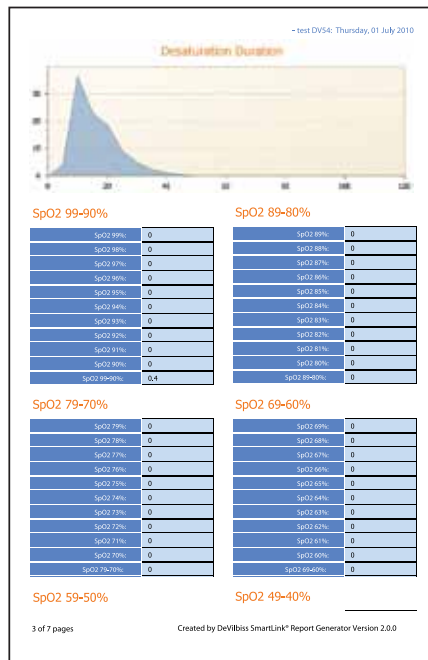 – test DV54: Thursday, 01 July 2010
Desaturation Duration
0
20
40
60
80
100
120
SpO2 99-90%
SpO2 99%: 0
SpO2 98%: 0
SpO2 97%: 0
SpO2 96%: 0
SpO2 95%: 0
SpO2 94%: 0
SpO2 93%: 0
SpO2 92%: 0
SpO2 91%: 0
SpO2 90%: 0
SpO2 99-90%: 0.4
SpO2 89-80%
SpO2 89%: 0
SpO2 88%: 0
SpO2 87%: 0
SpO2 86%: 0
SpO2 85%: 0
SpO2 84%: 0
SpO2 83%: 0
SpO2 82%: 0
SpO2 81%: 0
SpO2 80%: 0
SpO2 89-80%: 0
SpO2 79-70%
SpO2 79%: 0
SpO2 78%: 0
SpO2 77%: 0
SpO2 76%: 0
SpO2 75%: 0
SpO2 74%: 0
SpO2 73%: 0
SpO2 72%: 0
SpO2 71%: 0
SpO2 70%: 0
SpO2 79-70%: 0
SpO2 69-60%
SpO2 69%: 0
SpO2 68%: 0
SpO2 67%: 0
SpO2 66%: 0
SpO2 65%: 0
SpO2 64%: 0
SpO2 63%: 0
SpO2 62%: 0
SpO2 61%: 0
SpO2 60%: 0
SpO2 69-60%: 0
SpO2 59-50%
SpO2 49-40%
3 of 7 pages
Created by DeVilbiss SmartLink® Report Generator Version 2.0.0